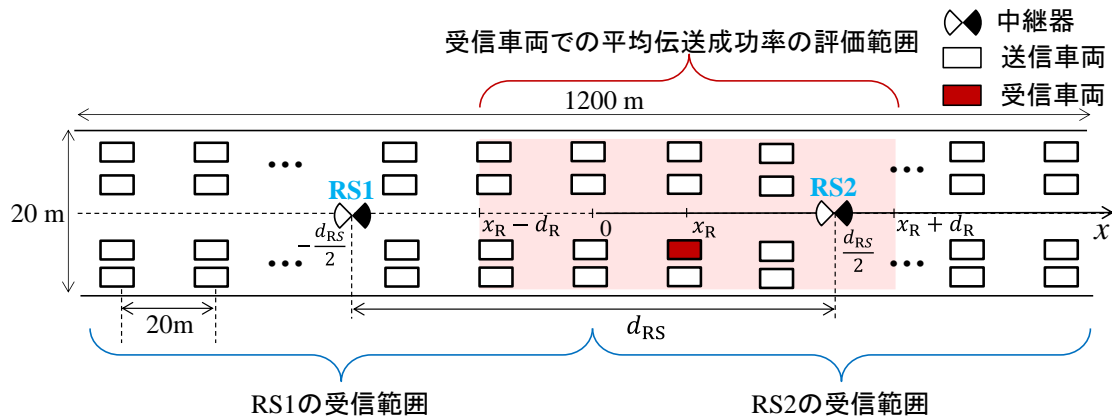 中継器
送信車両
受信車両
受信車両での平均伝送成功率の評価範囲
1200 m
20 m
RS1
RS2
-d_RS/2
x_R − d_R
0
x_R
d_RS/2
x_R + d_R
x
20m
d_RS
RS1の受信範囲
RS2の受信範囲